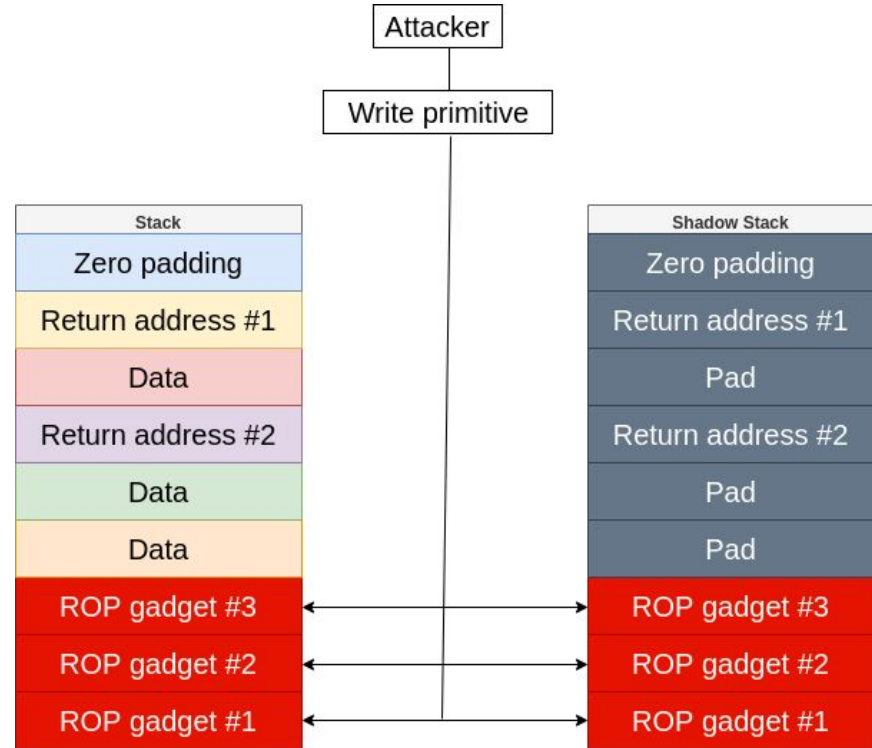 Attacker
Write primitive
Stack
Zero padding
Return address #1
Data
Return address #2
Data
Data
ROP gadget #3
ROP gadget #2
ROP gadget #1
Shadow Stack
Zero padding
Return address #1
Pad
Return address #2
Pad
Pad
ROP gadget #3
ROP gadget #2
ROP gadget #1